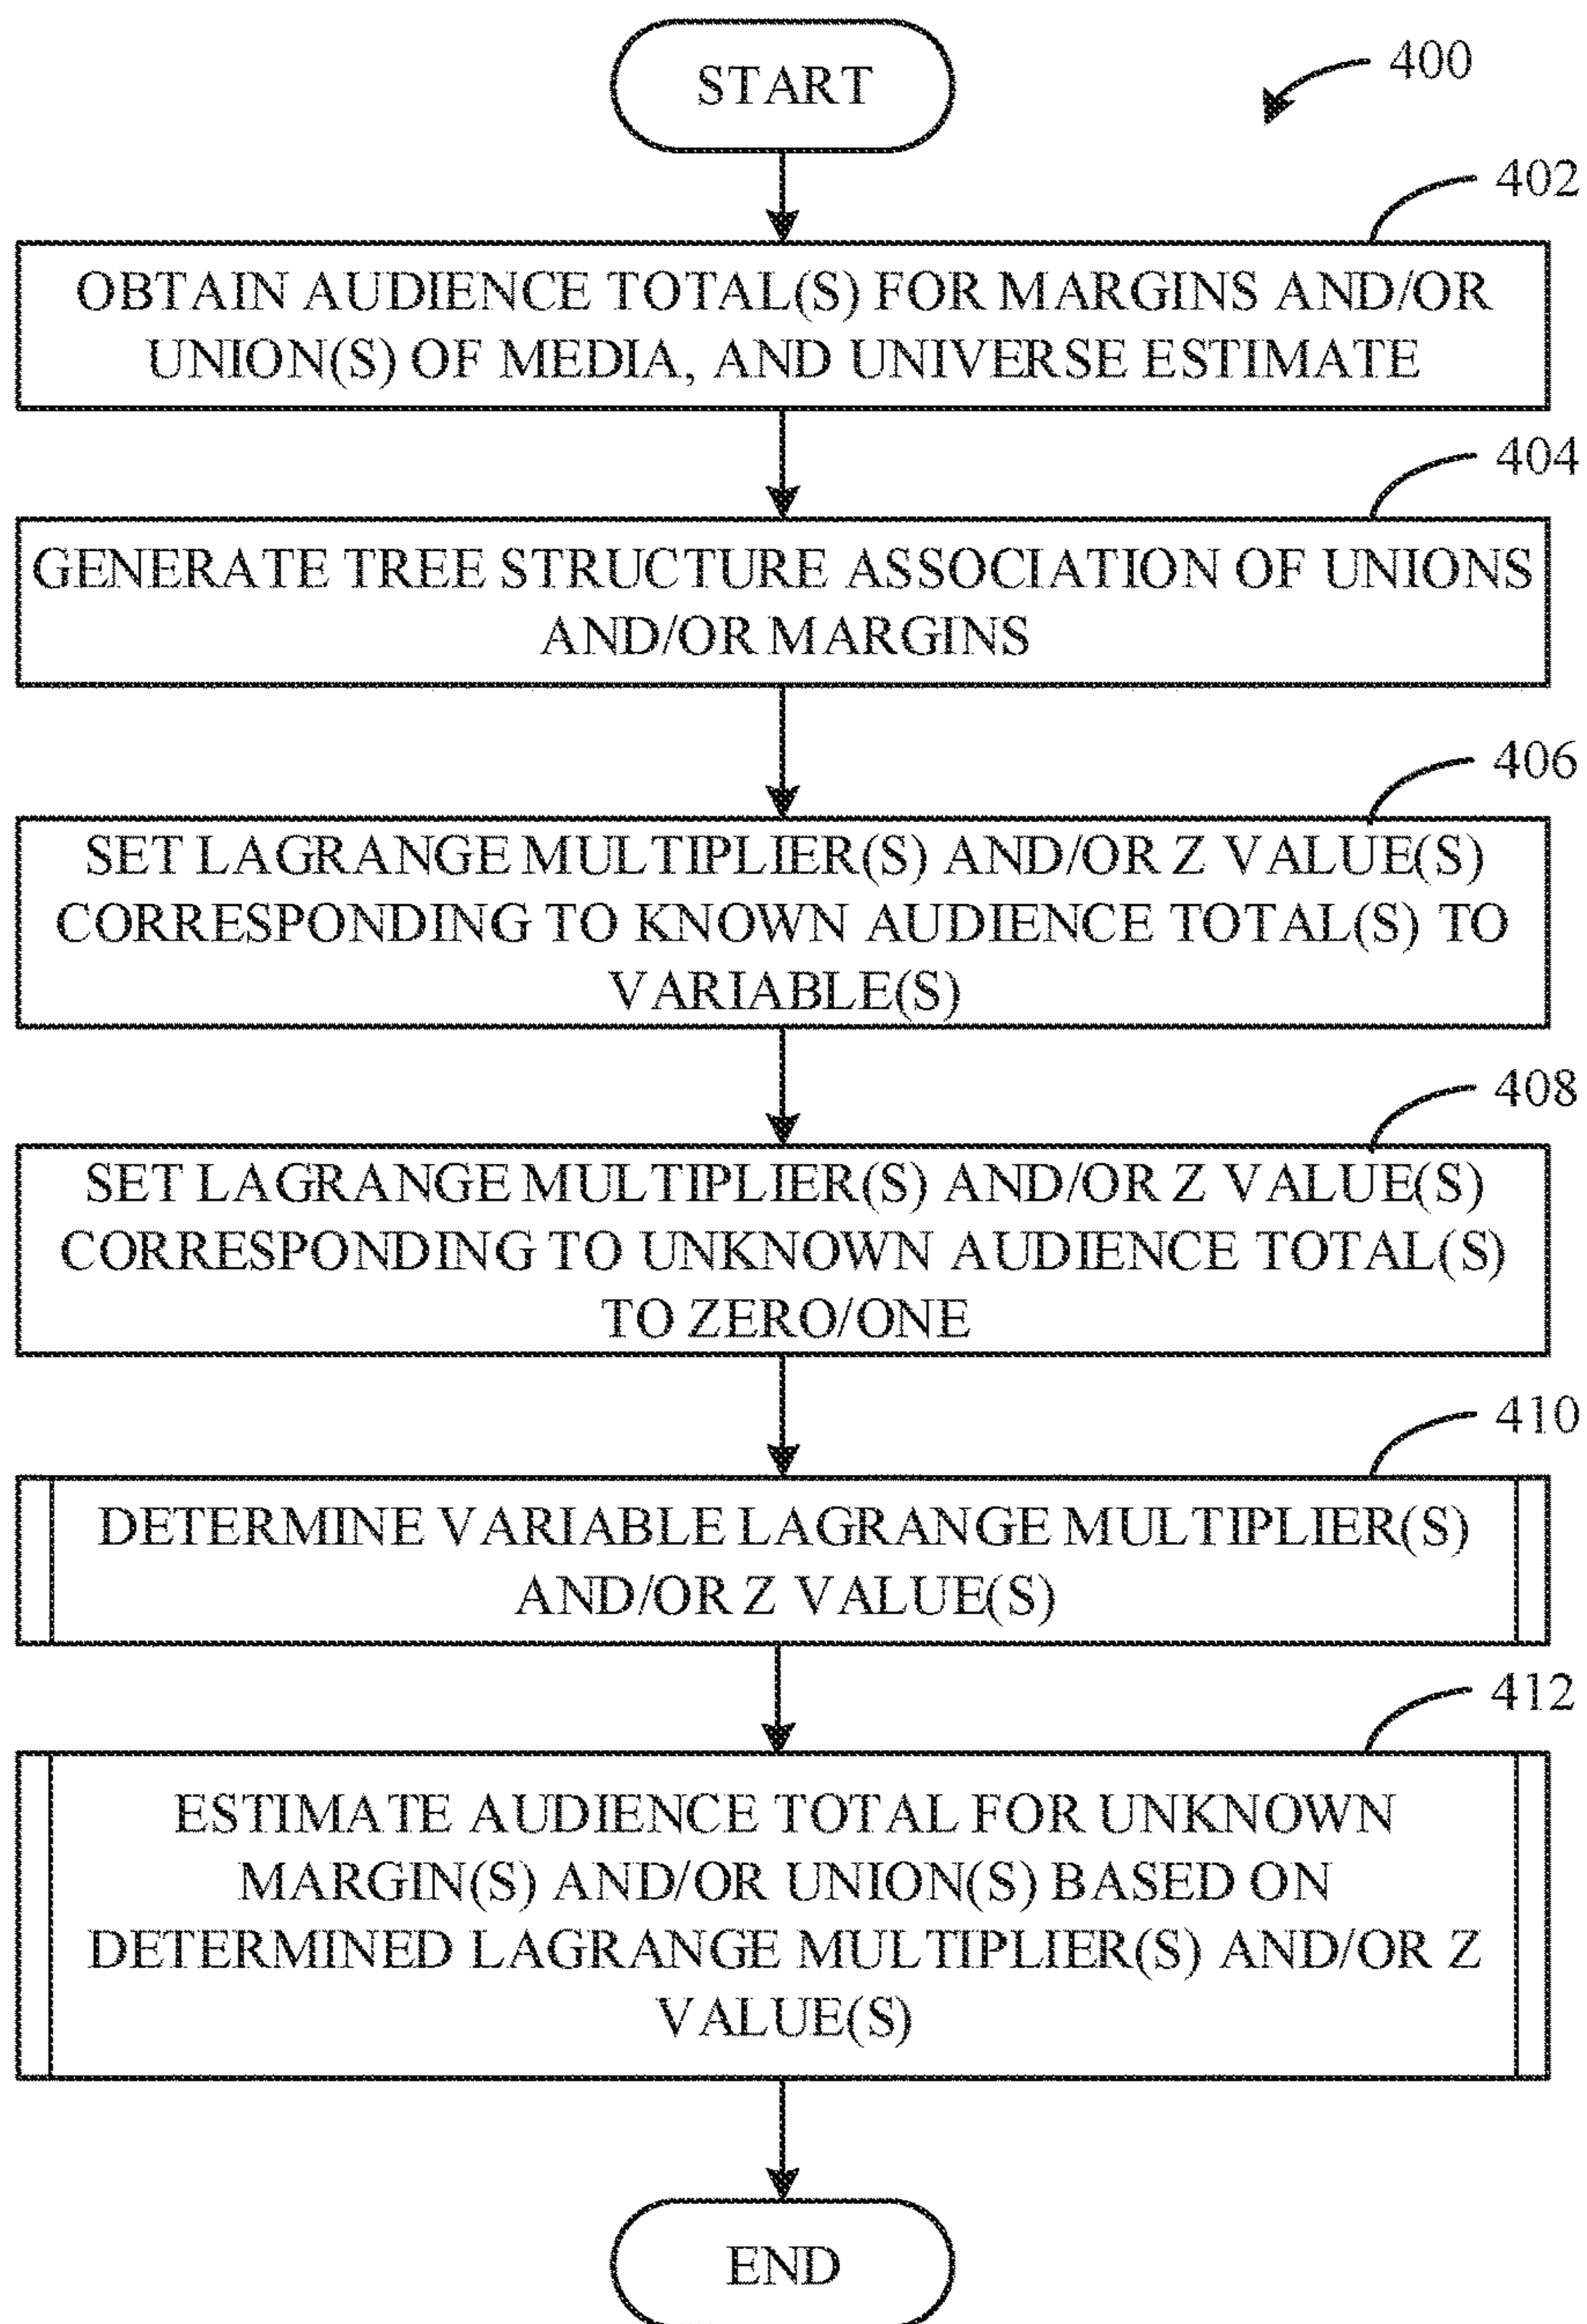 START
400
402
OBTAIN AUDIENCE TOTAL(S) FOR MARGINS AND/OR
UNION(S) OF MEDIA, AND UNIVERSE ESTIMATE
404
GENERATE TREE STRUCTURE ASSOCIATION OF UNIONS
AND/OR MARGINS
406
SET LAGRANGE MULTIPLIER(S) AND/OR Z VALUE(S)
CORRESPONDING TO KNOWN AUDIENCE TOTAL(S) TO
VARIABLE(S)
408
SET LAGRANGE MULTIPLIER(S) AND/OR Z VALUE(S)
CORRESPONDING TO UNKNOWN AUDIENCE TOTAL(S)
TO ZERO/ONE
410
DETERMINE VARIABLE LAGRANGE MULTIPLIER(S)
AND/OR Z VALUE(S)
412
ESTIMATE AUDIENCE TOTAL FOR UNKNOWN
MARGIN(S) AND/OR UNION(S) BASED ON
DETERMINED LAGRANGE MULTIPLIER(S) AND/OR Z
VALUE(S)
END